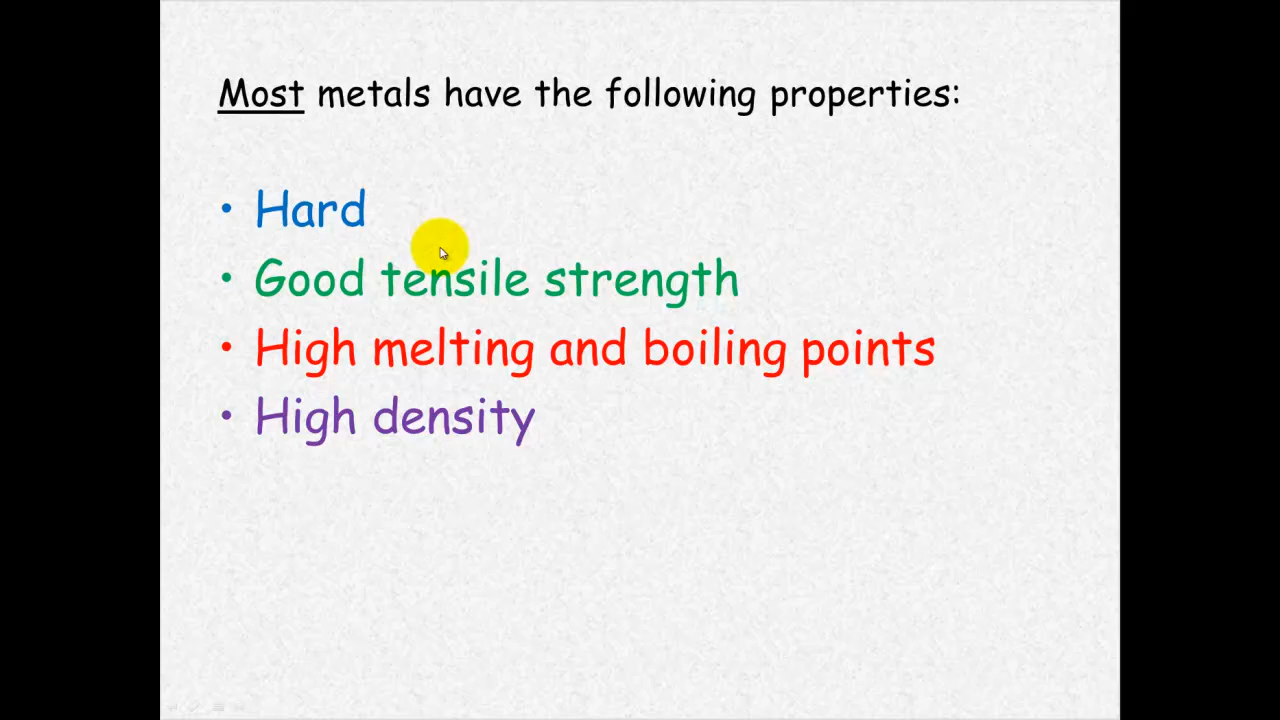 Most metals have the following properties:
• Hard
• Good tensile strength
• High melting and boiling points
• High density